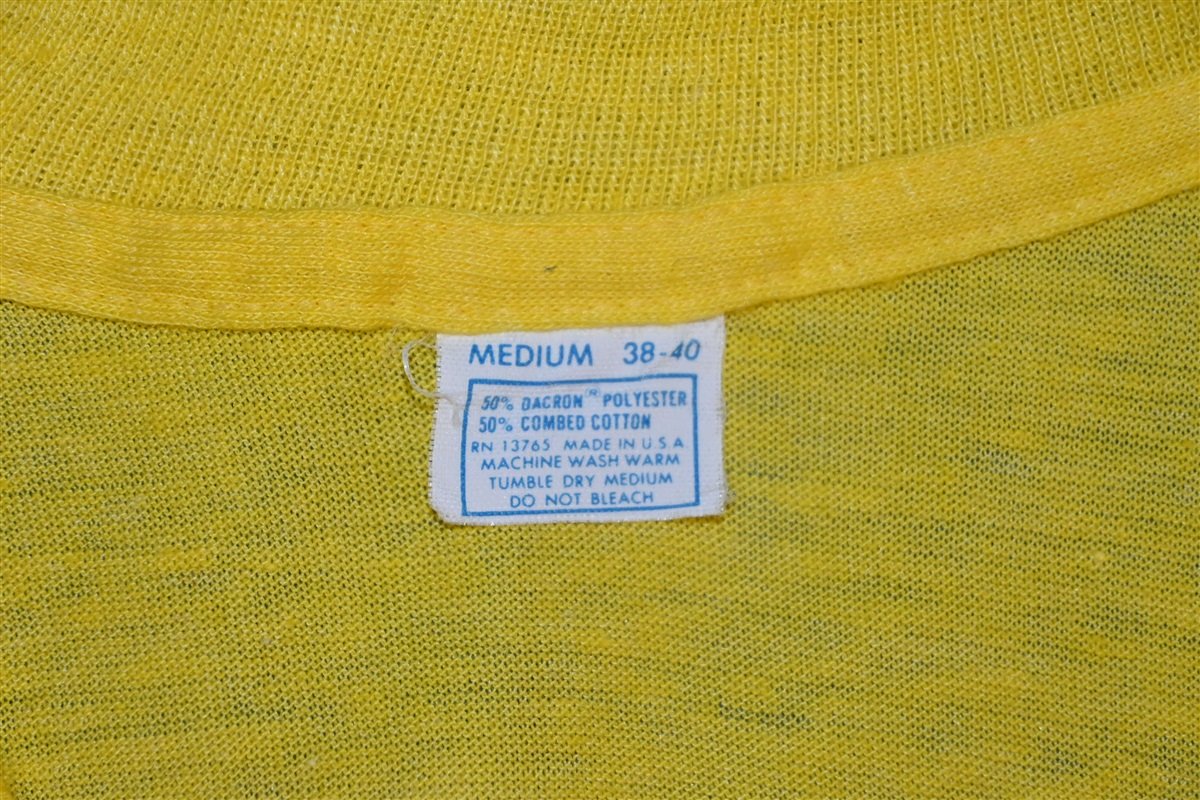 MEDIUM 38-40
50% DACRON® POLYESTER
50% COMBED COTTON
RN 13765 MADE IN U.S.A
MACHINE WASH WARM
TUMBLE DRY MEDIUM
DO NOT BLEACH